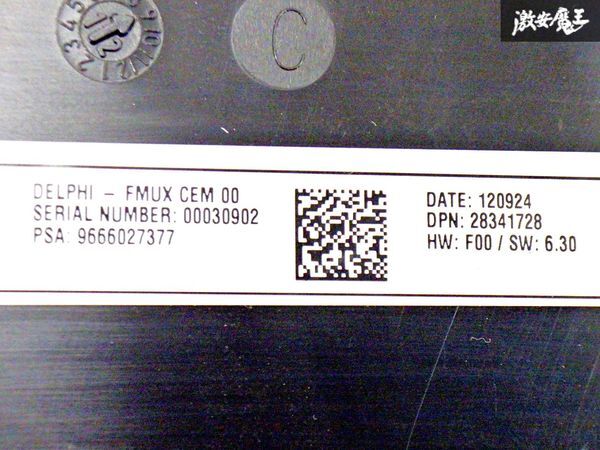 激安魔王
C
12
DELPHI – FMUX CEM 00
SERIAL NUMBER: 00030902
PSA: 9666027377
DATE: 120924
DPN: 28341728
HW: F00 / SW: 6.30